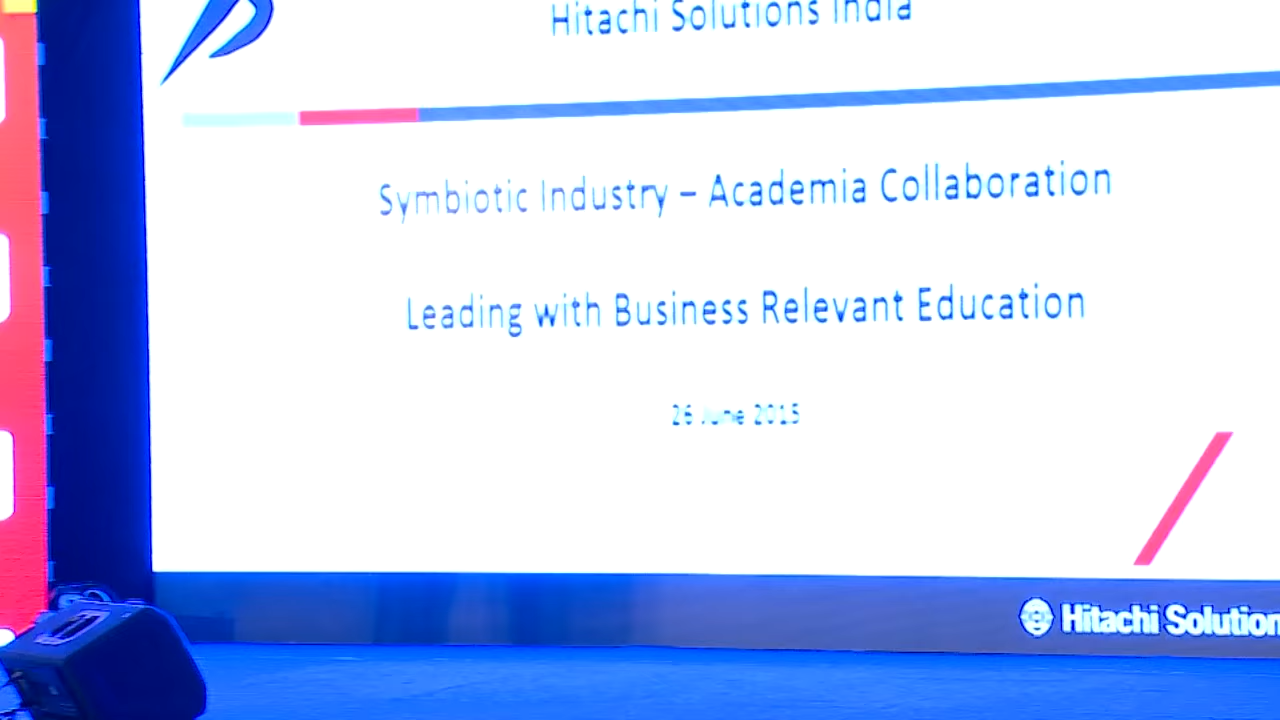 Hitachi Solutions India
Symbiotic Industry – Academia Collaboration
Leading with Business Relevant Education
26 June 2015
Hitachi Solution